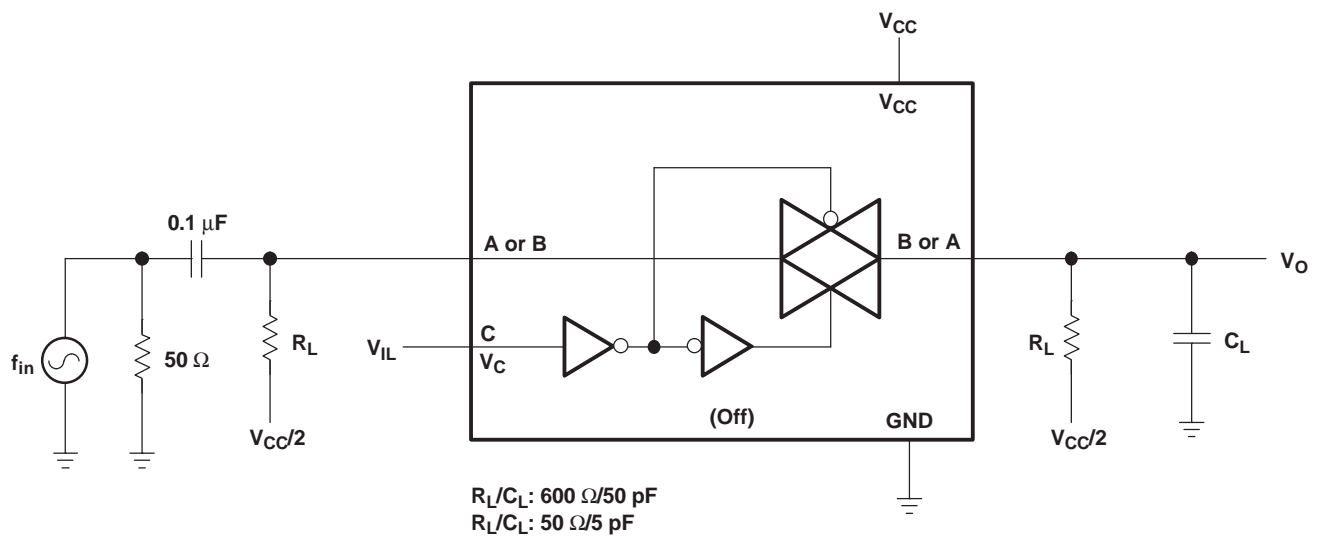 VCC
VCC
0.1 μF
A or B
B or A
VO
fin
50 Ω
RL
VIL
C
VC
RL
CL
VCC/2
(Off)
GND
VCC/2
RL/CL: 600 Ω/50 pF
RL/CL: 50 Ω/5 pF